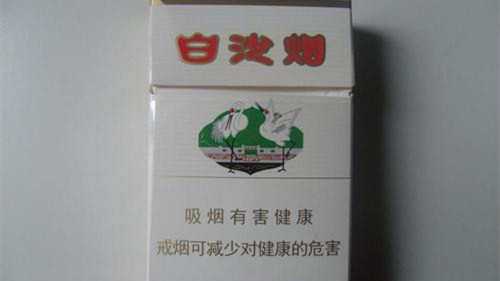 白沙烟
吸烟有害健康
戒烟可减少对健康的危害